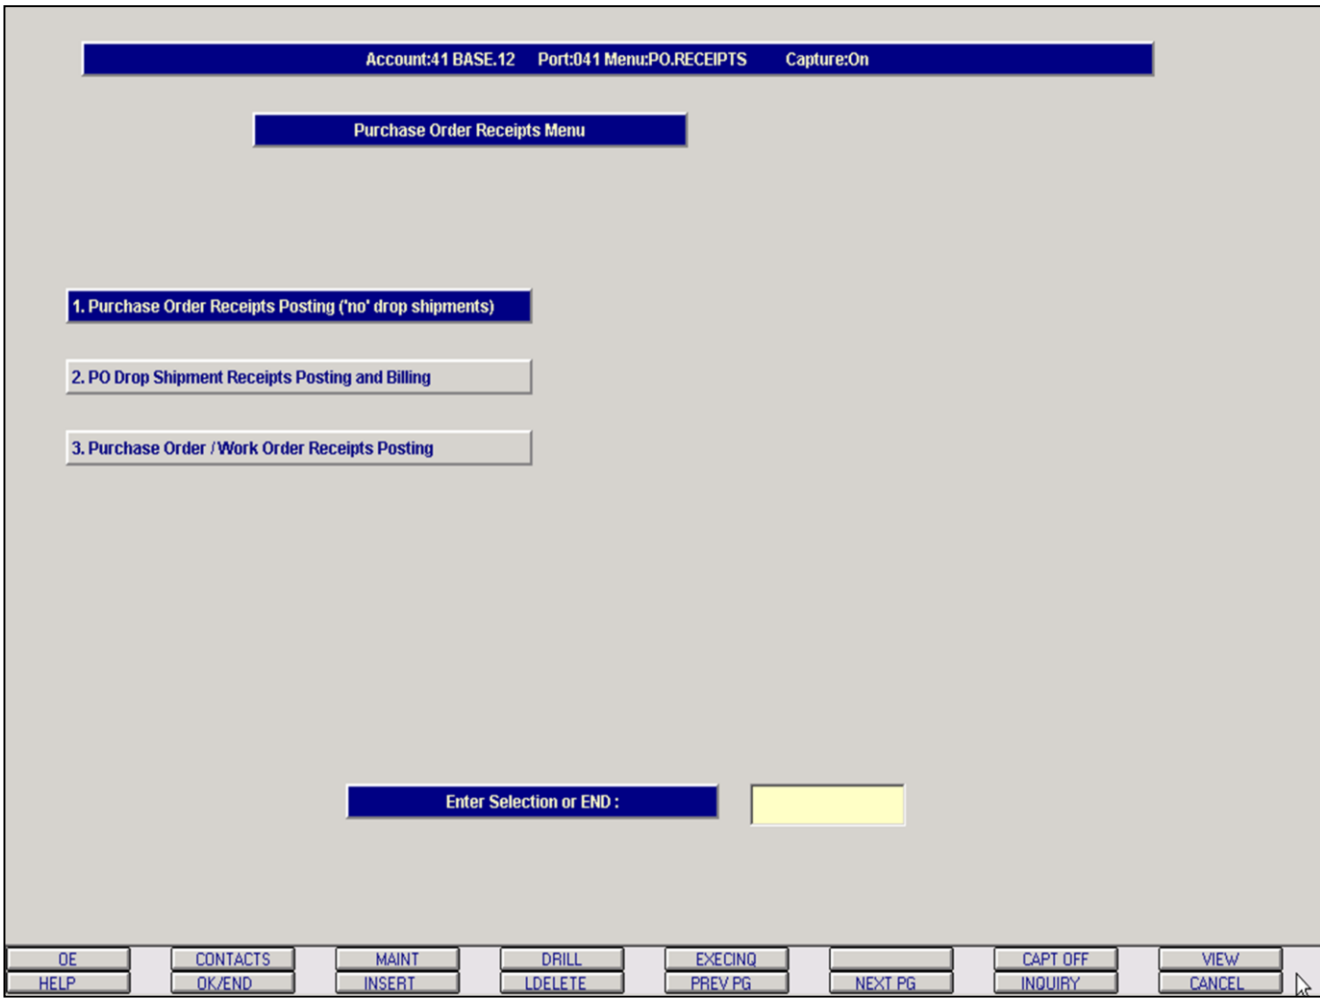 Account:41 BASE.12 Port:041 Menu:PO.RECEIPTS Capture:On
Purchase Order Receipts Menu
1. Purchase Order Receipts Posting ('no' drop shipments)
2. PO Drop Shipment Receipts Posting and Billing
3. Purchase Order / Work Order Receipts Posting
Enter Selection or END :
OE CONTACTS MAINT DRILL EXECINQ CAPT OFF VIEW
HELP OK/END INSERT LDELETE PREV PG NEXT PG INQUIRY CANCEL